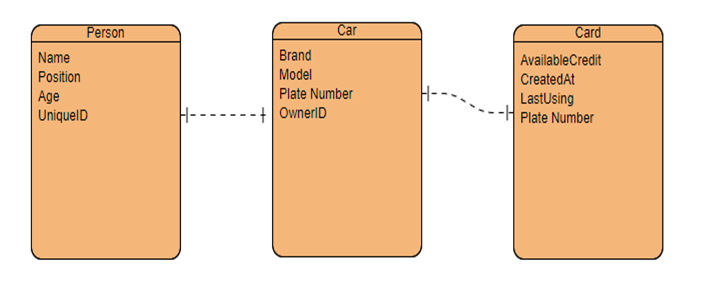 Person
Name
Position
Age
UniqueID
Car
Brand
Model
Plate Number
OwnerID
Card
AvailableCredit
CreatedAt
LastUsing
Plate Number